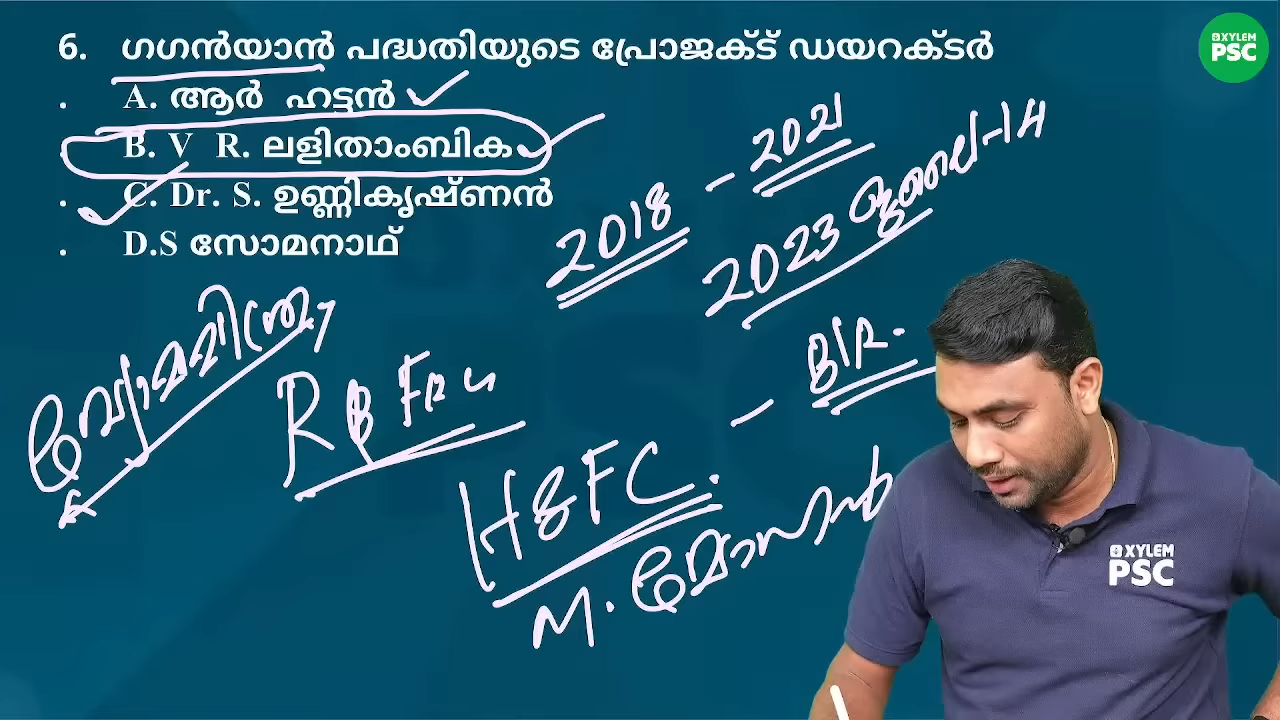 6. ഗഗൻയാൻ പദ്ധതിയുടെ പ്രോജക്ട് ഡയറക്ടർ
. A. ആർ ഹട്ടൻ
B. V R. ലളിതാംബിക
. C. Dr. S. ഉണ്ണികൃഷ്ണൻ
. D.S സോമനാഥ്
XYLEM
PSC
2018 - 2021
2023 ജൂലൈ-14
വ്യോമമിത്ര
HSFC. - DIR.
M. മോഹൻ
XYLEM
PSC